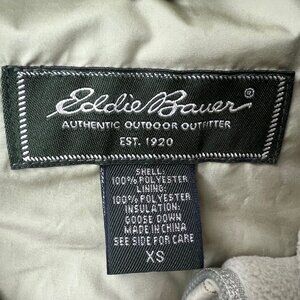 Eddie Bauer®
AUTHENTIC OUTDOOR OUTFITTER
EST. 1920
SHELL:
100% POLYESTER
LINING:
100% POLYESTER
INSULATION:
GOOSE DOWN
MADE IN CHINA
SEE SIDE FOR CARE
XS